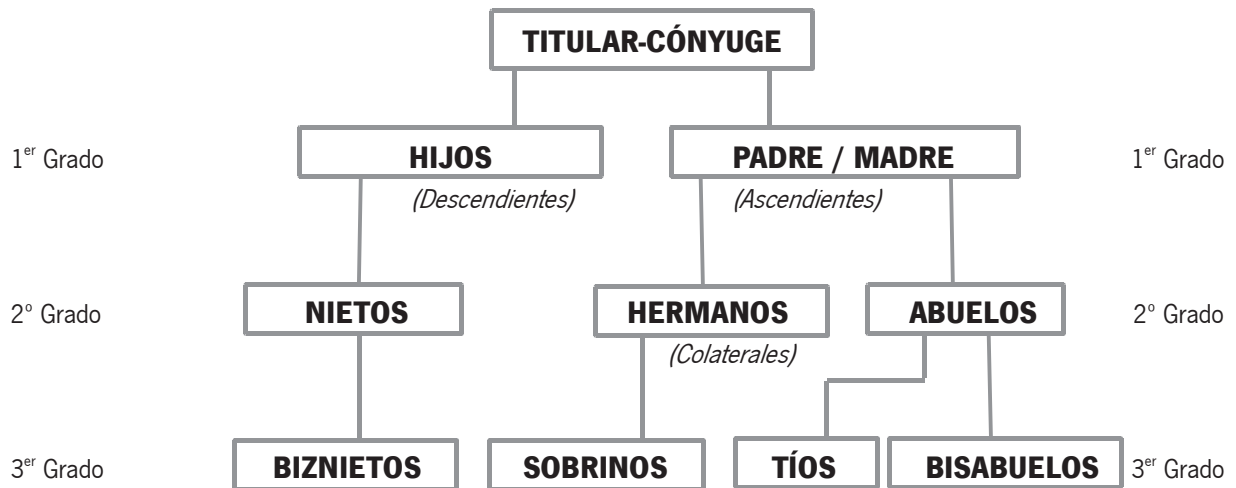 TITULAR-CÓNYUGE
1er Grado HIJOS PADRE / MADRE 1er Grado
(Descendientes) (Ascendientes)
2º Grado NIETOS HERMANOS ABUELOS 2º Grado
(Colaterales)
3er Grado BIZNIETOS SOBRINOS TÍOS BISABUELOS 3er Grado